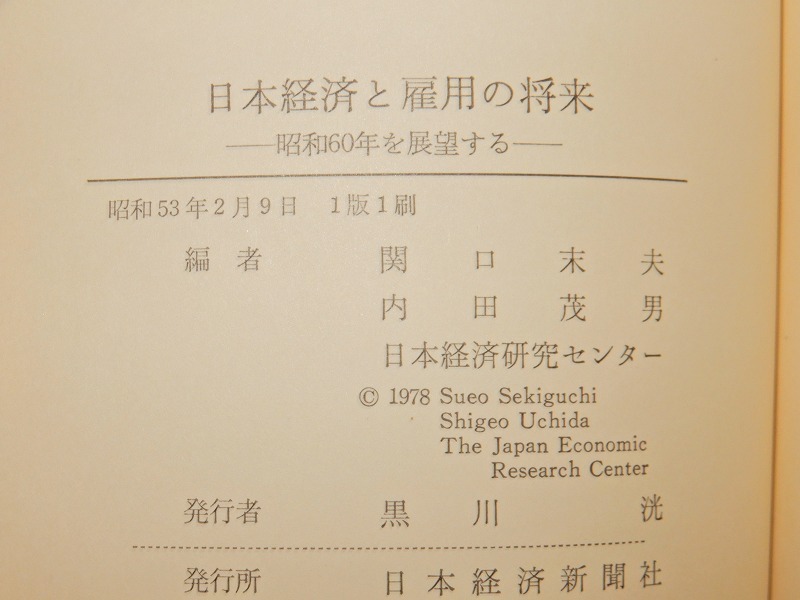 日本経済と雇用の将来
——昭和60年を展望する——
昭和53年2月9日　1版1刷
編者　関口末夫
内田茂男
日本経済研究センター
© 1978 Sueo Sekiguchi
Shigeo Uchida
The Japan Economic
Research Center
発行者　黒川　洸
発行所　日本経済新聞社